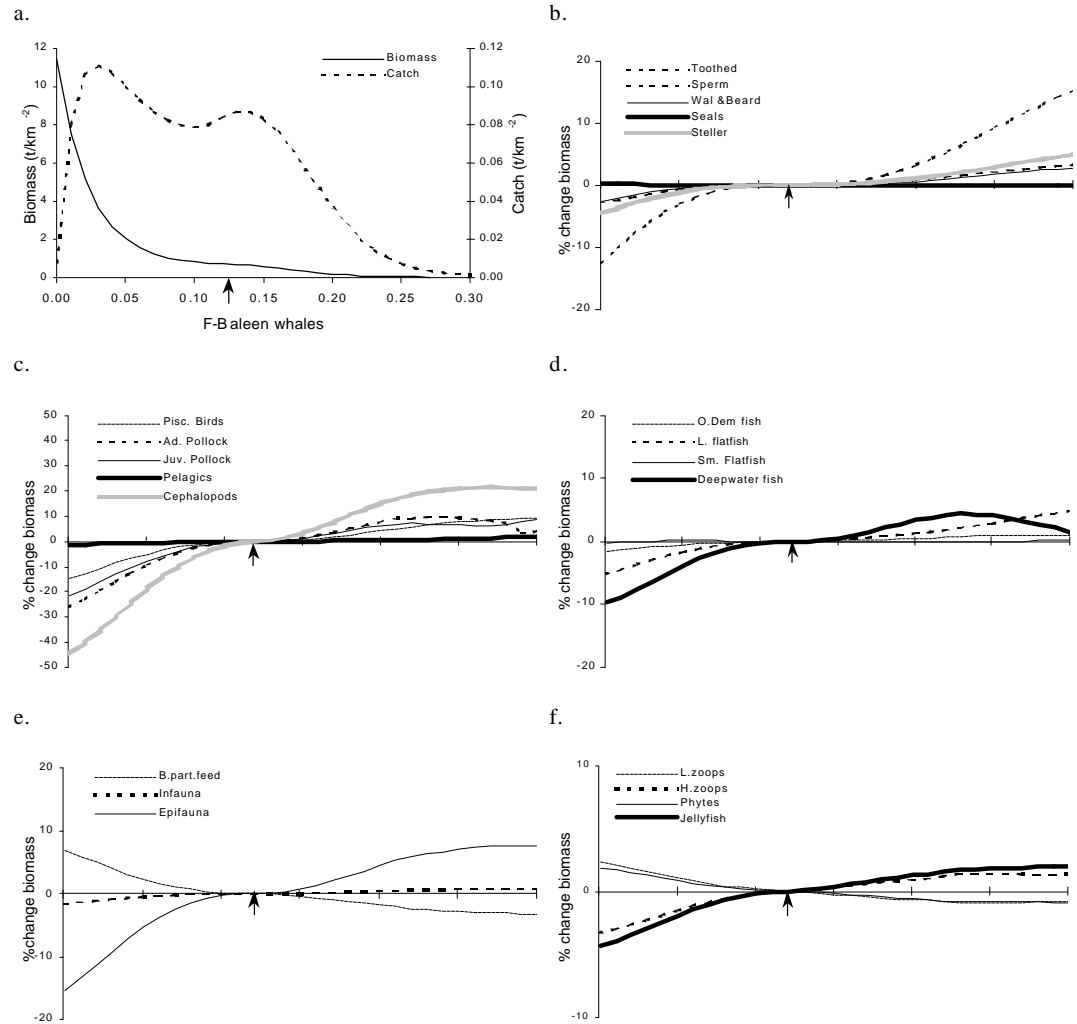 a.
12
10
8
6
4
2
0
Biomass (t/km -2)
Biomass
Catch
0.12
0.10
0.08
0.06
0.04
0.02
0.00
Catch (t/km -2)
0.00 0.05 0.10 0.15 0.20 0.25 0.30
F-Baleen whales
b.
20
10
0
-10
-20
% change biomass
Toothed
Sperm
Wal &Beard
Seals
Steller
c.
50
40
30
20
10
0
-10
-20
-30
-40
-50
% change biomass
Pisc. Birds
Ad. Pollock
Juv. Pollock
Pelagics
Cephalopods
d.
20
10
0
-10
-20
% change biomass
O.Dem fish
L. flatfish
Sm. Flatfish
Deepwater fish
e.
20
10
0
-10
-20
%change biomass
B.part.feed
Infauna
Epifauna
f.
10
0
-10
% change biomass
L.zoops
H.zoops
Phytes
Jellyfish